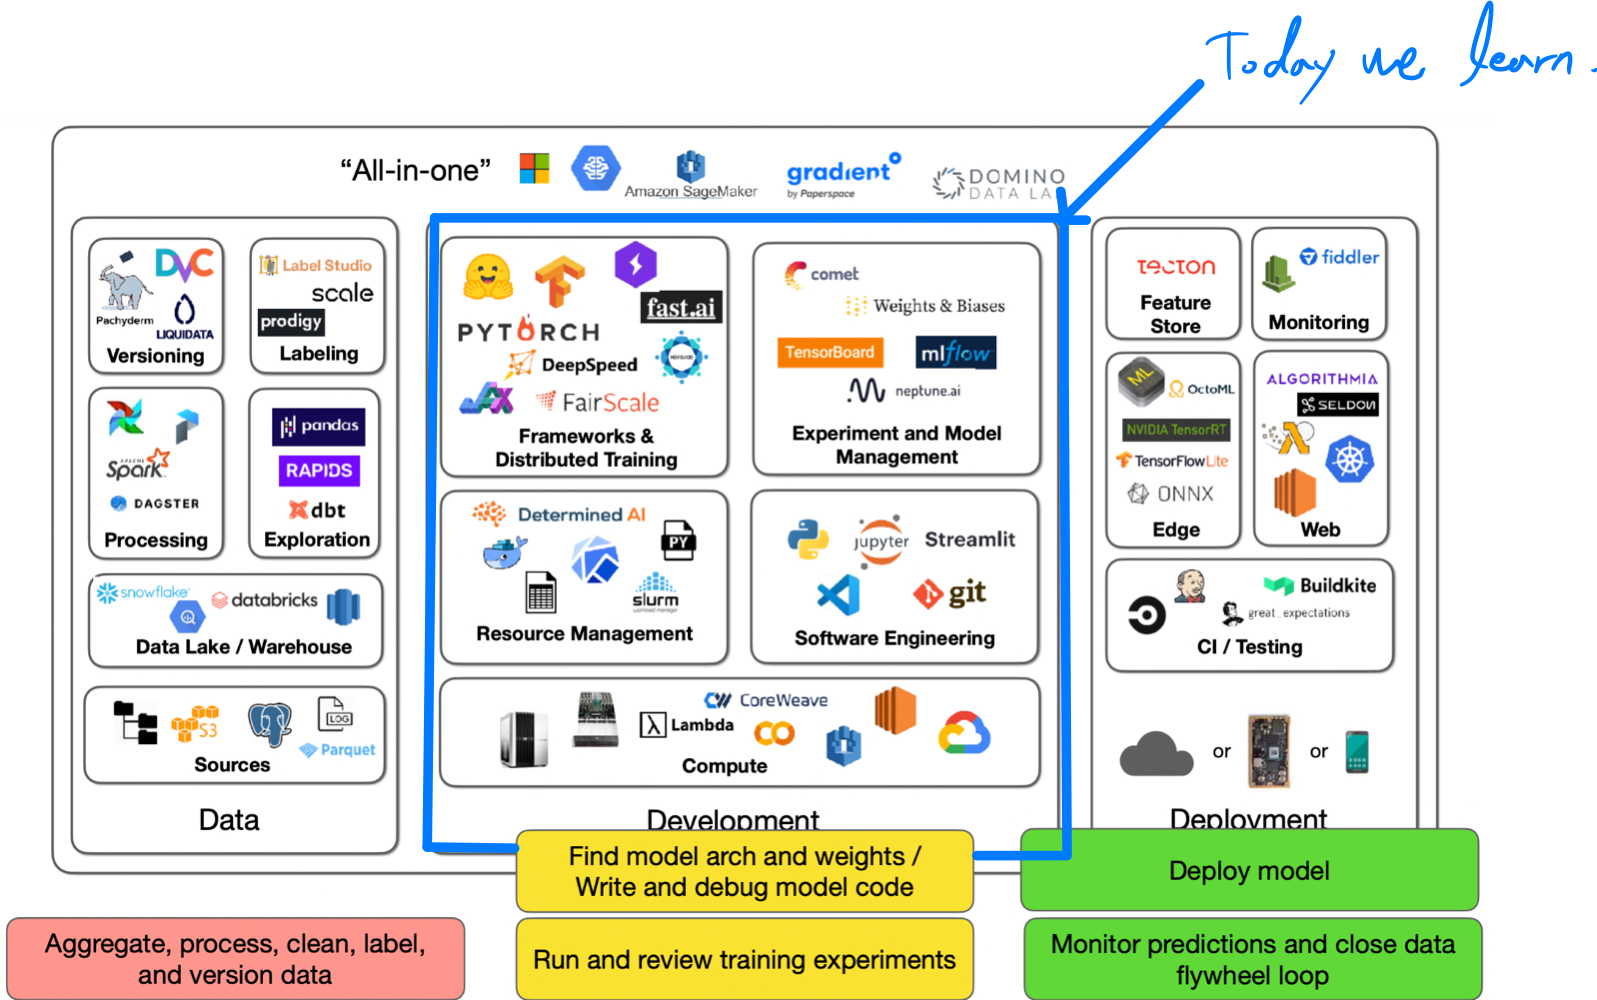 Today we learn.
“All-in-one”
Amazon SageMaker
gradient
by Paperspace
DOMINO
DATA LA
Pachyderm
DVC
LIQUIDATA
Versioning
Label Studio
scale
prodigy
Labeling
APACHE
Spark
DAGSTER
Processing
pandas
RAPIDS
dbt
Exploration
snowflake
databricks
Data Lake / Warehouse
S3
LOG
Parquet
Sources
Data
fast.ai
PYTORCH
DeepSpeed
HOROVOD
JAX
FairScale
Frameworks &
Distributed Training
comet
Weights & Biases
TensorBoard
mlflow
neptune.ai
Experiment and Model
Management
Determined AI
PY
slurm
workload manager
Resource Management
jupyter
Streamlit
git
Software Engineering
CoreWeave
Lambda
Compute
Development
TECTON
Feature
Store
fiddler
Monitoring
ML
OctoML
NVIDIA TensorRT
TensorFlow Lite
ONNX
Edge
ALGORITHMIA
SELDON
Web
Buildkite
great_expectations
CI / Testing
or
or
Deployment
Find model arch and weights /
Write and debug model code
Deploy model
Aggregate, process, clean, label,
and version data
Run and review training experiments
Monitor predictions and close data
flywheel loop